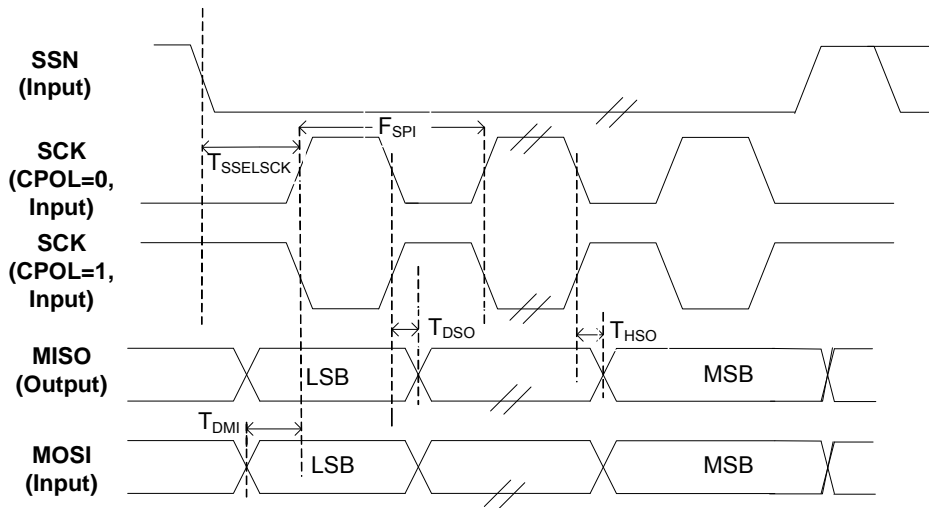 SSN
(Input)
F_SPI
SCK
(CPOL=0,
Input)
T_SSELSCK
SCK
(CPOL=1,
Input)
T_DSO
T_HSO
MISO
(Output)
LSB
MSB
T_DMI
MOSI
(Input)
LSB
MSB